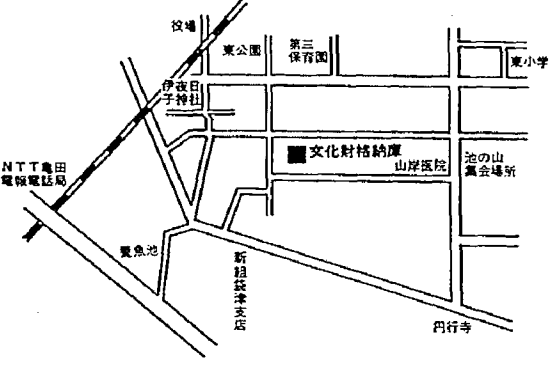 役場
東公園
第三
保育園
東小学
伊夜日
子神社
文化財格納庫
山岸医院
池の山
集会場所
NTT亀田
電報電話局
養魚池
新組袋津支店
円行寺